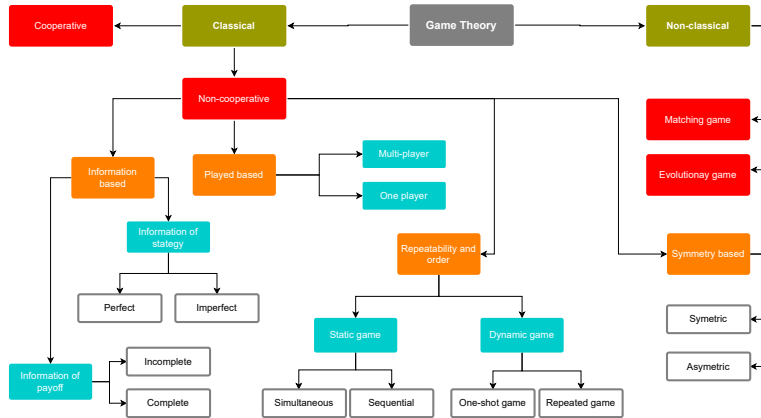 Cooperative
Classical
Game Theory
Non-classical
Non-cooperative
Matching game
Multi-player
Information
based
Played based
Evolutionay game
One player
Information of
stategy
Repeatability and
order
Symmetry based
Perfect
Imperfect
Symetric
Static game
Dynamic game
Incomplete
Asymetric
Information of
payoff
Complete
Simultaneous
Sequential
One-shot game
Repeated game